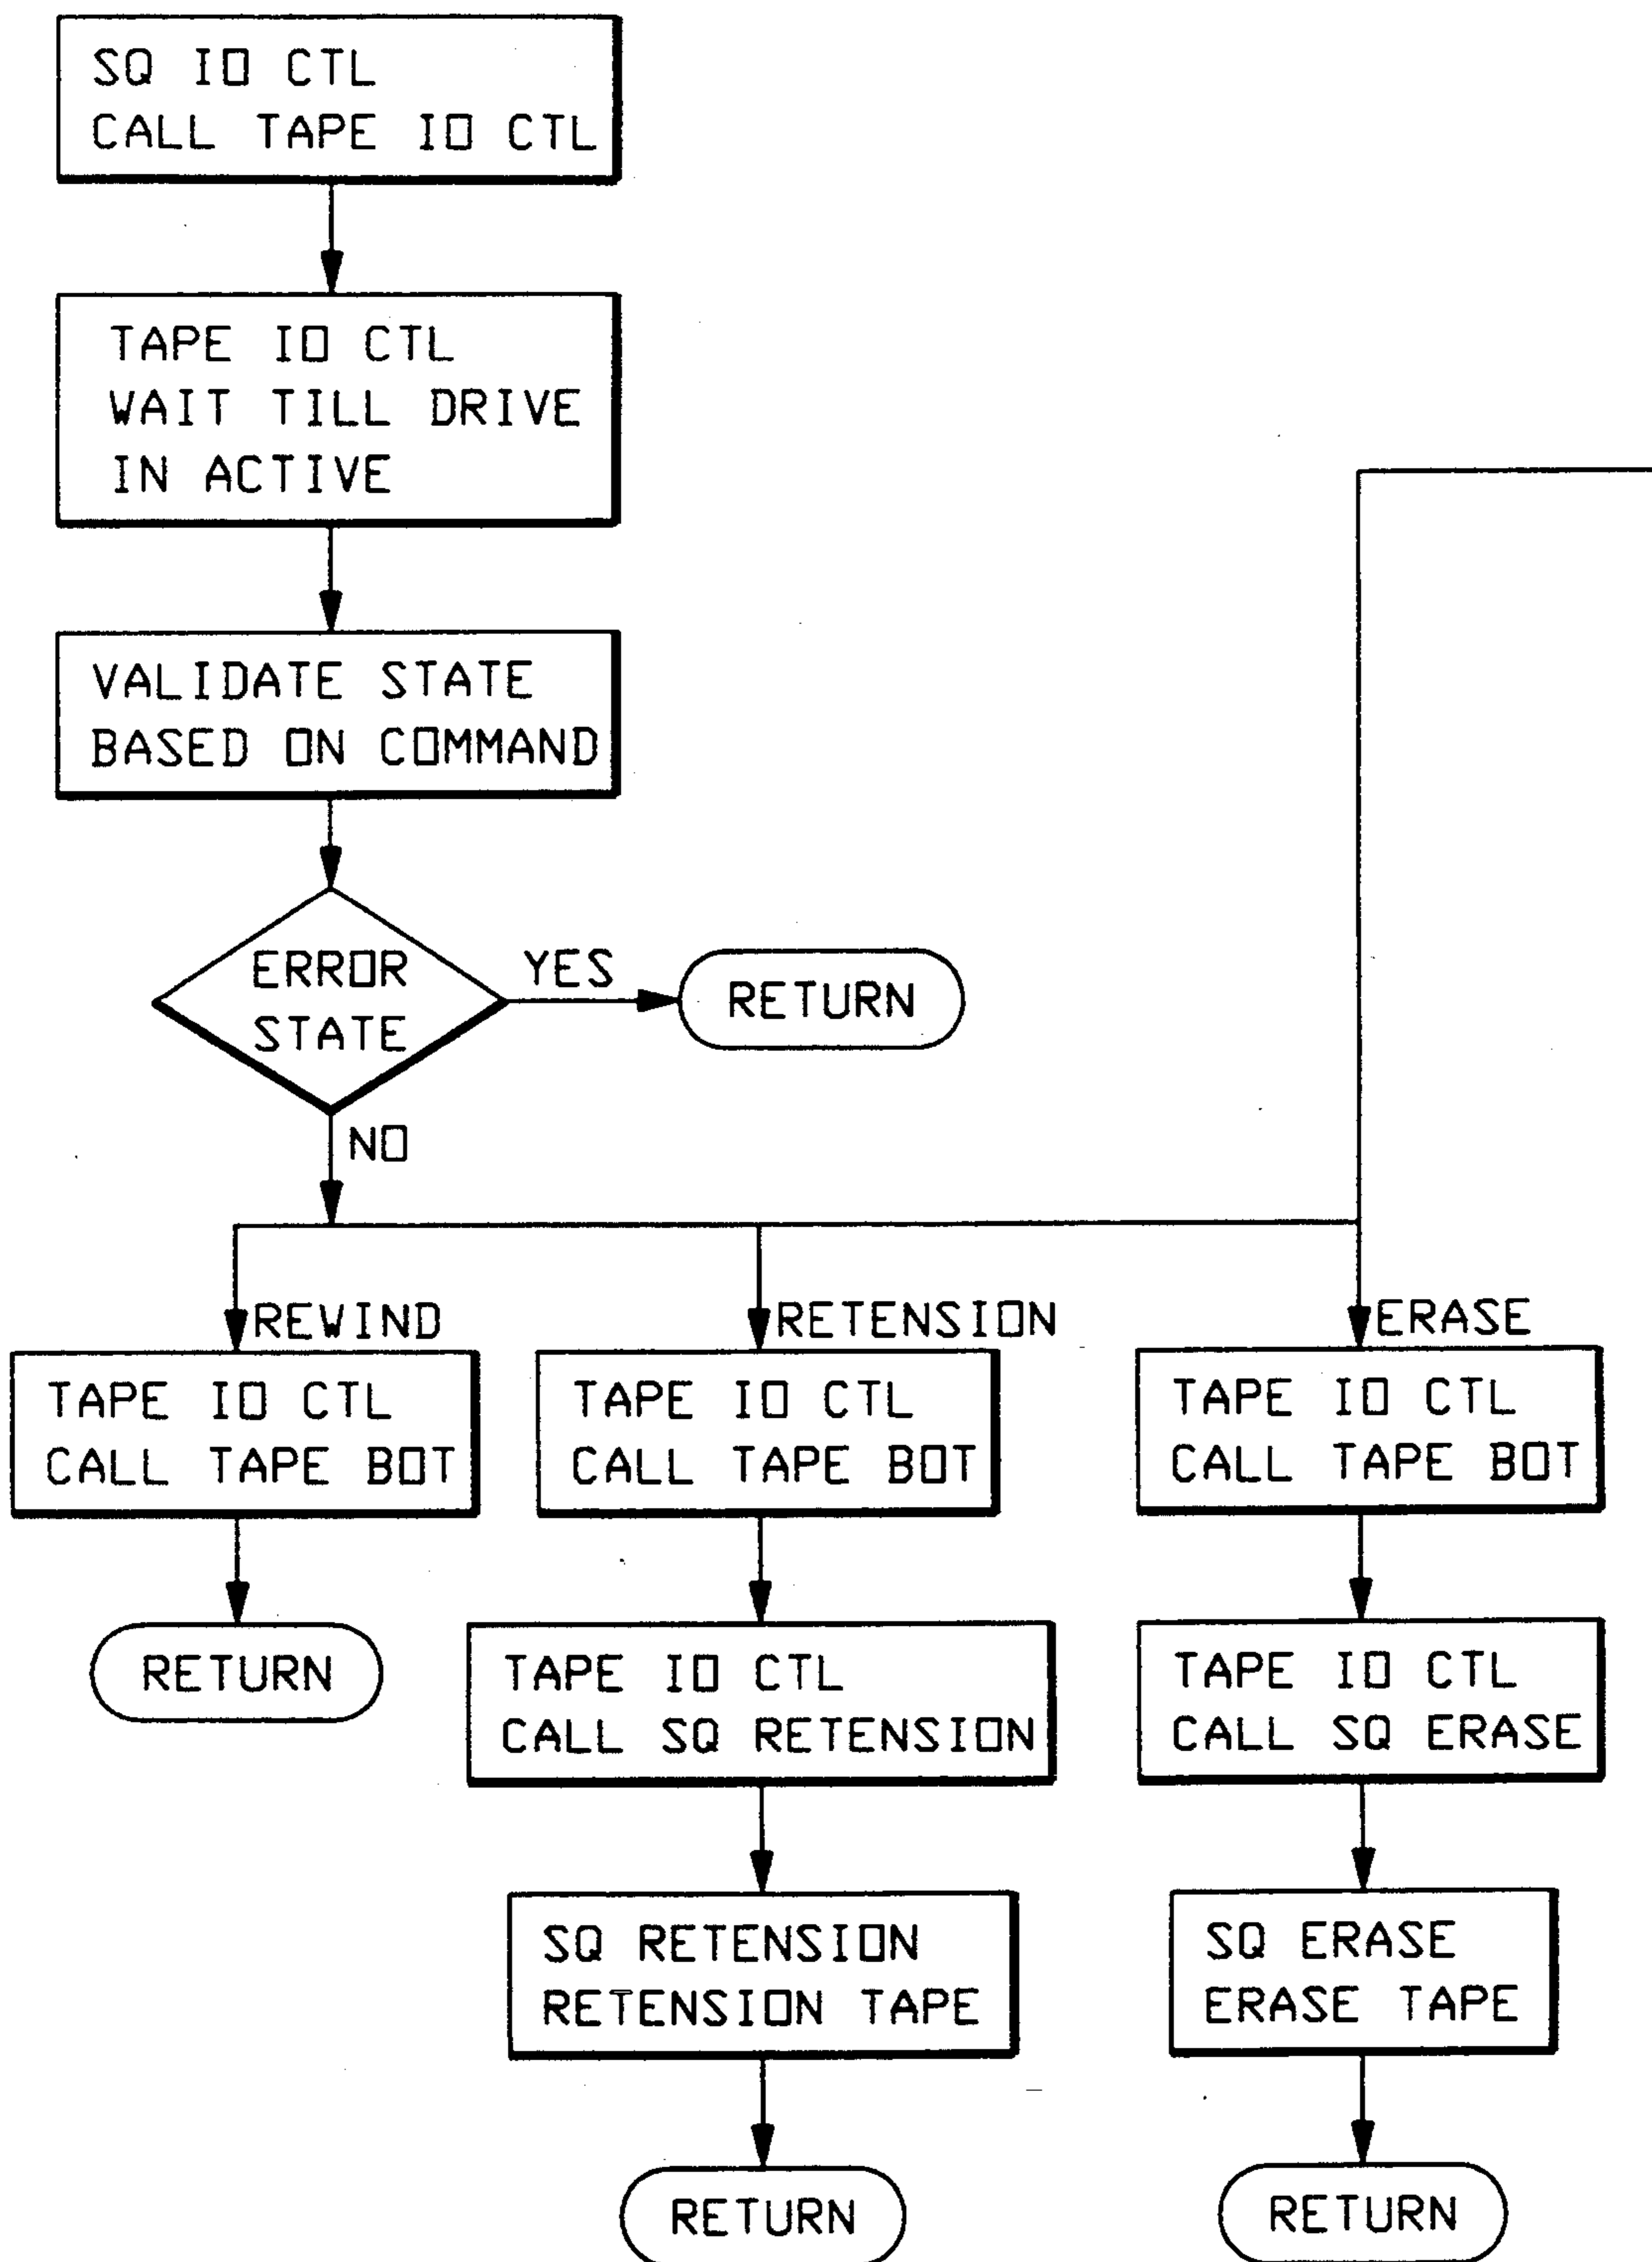 SQ IO CTL
CALL TAPE IO CTL
TAPE IO CTL
WAIT TILL DRIVE
IN ACTIVE
VALIDATE STATE
BASED ON COMMAND
ERROR
STATE
YES
RETURN
NO
REWIND
TAPE IO CTL
CALL TAPE BOT
RETURN
RETENSION
TAPE IO CTL
CALL TAPE BOT
TAPE IO CTL
CALL SQ RETENSION
SQ RETENSION
RETENSION TAPE
RETURN
ERASE
TAPE IO CTL
CALL TAPE BOT
TAPE IO CTL
CALL SQ ERASE
SQ ERASE
ERASE TAPE
RETURN